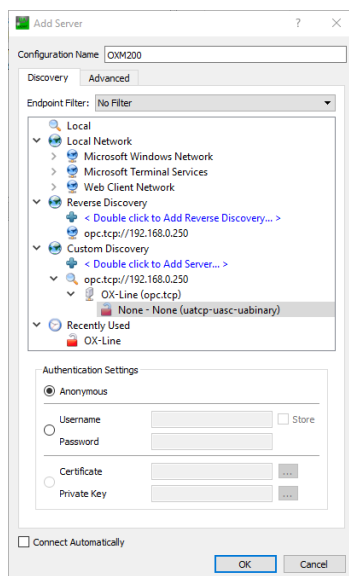 Add Server
Configuration Name OXM200
Discovery Advanced
Endpoint Filter: No Filter
Local
Local Network
Microsoft Windows Network
Microsoft Terminal Services
Web Client Network
Reverse Discovery
< Double click to Add Reverse Discovery... >
opc.tcp://192.168.0.250
Custom Discovery
< Double click to Add Server... >
opc.tcp://192.168.0.250
OX-Line (opc.tcp)
None - None (uatcp-uasc-uabinary)
Recently Used
OX-Line
Authentication Settings
Anonymous
Username Store
Password
Certificate ...
Private Key ...
Connect Automatically
OK Cancel